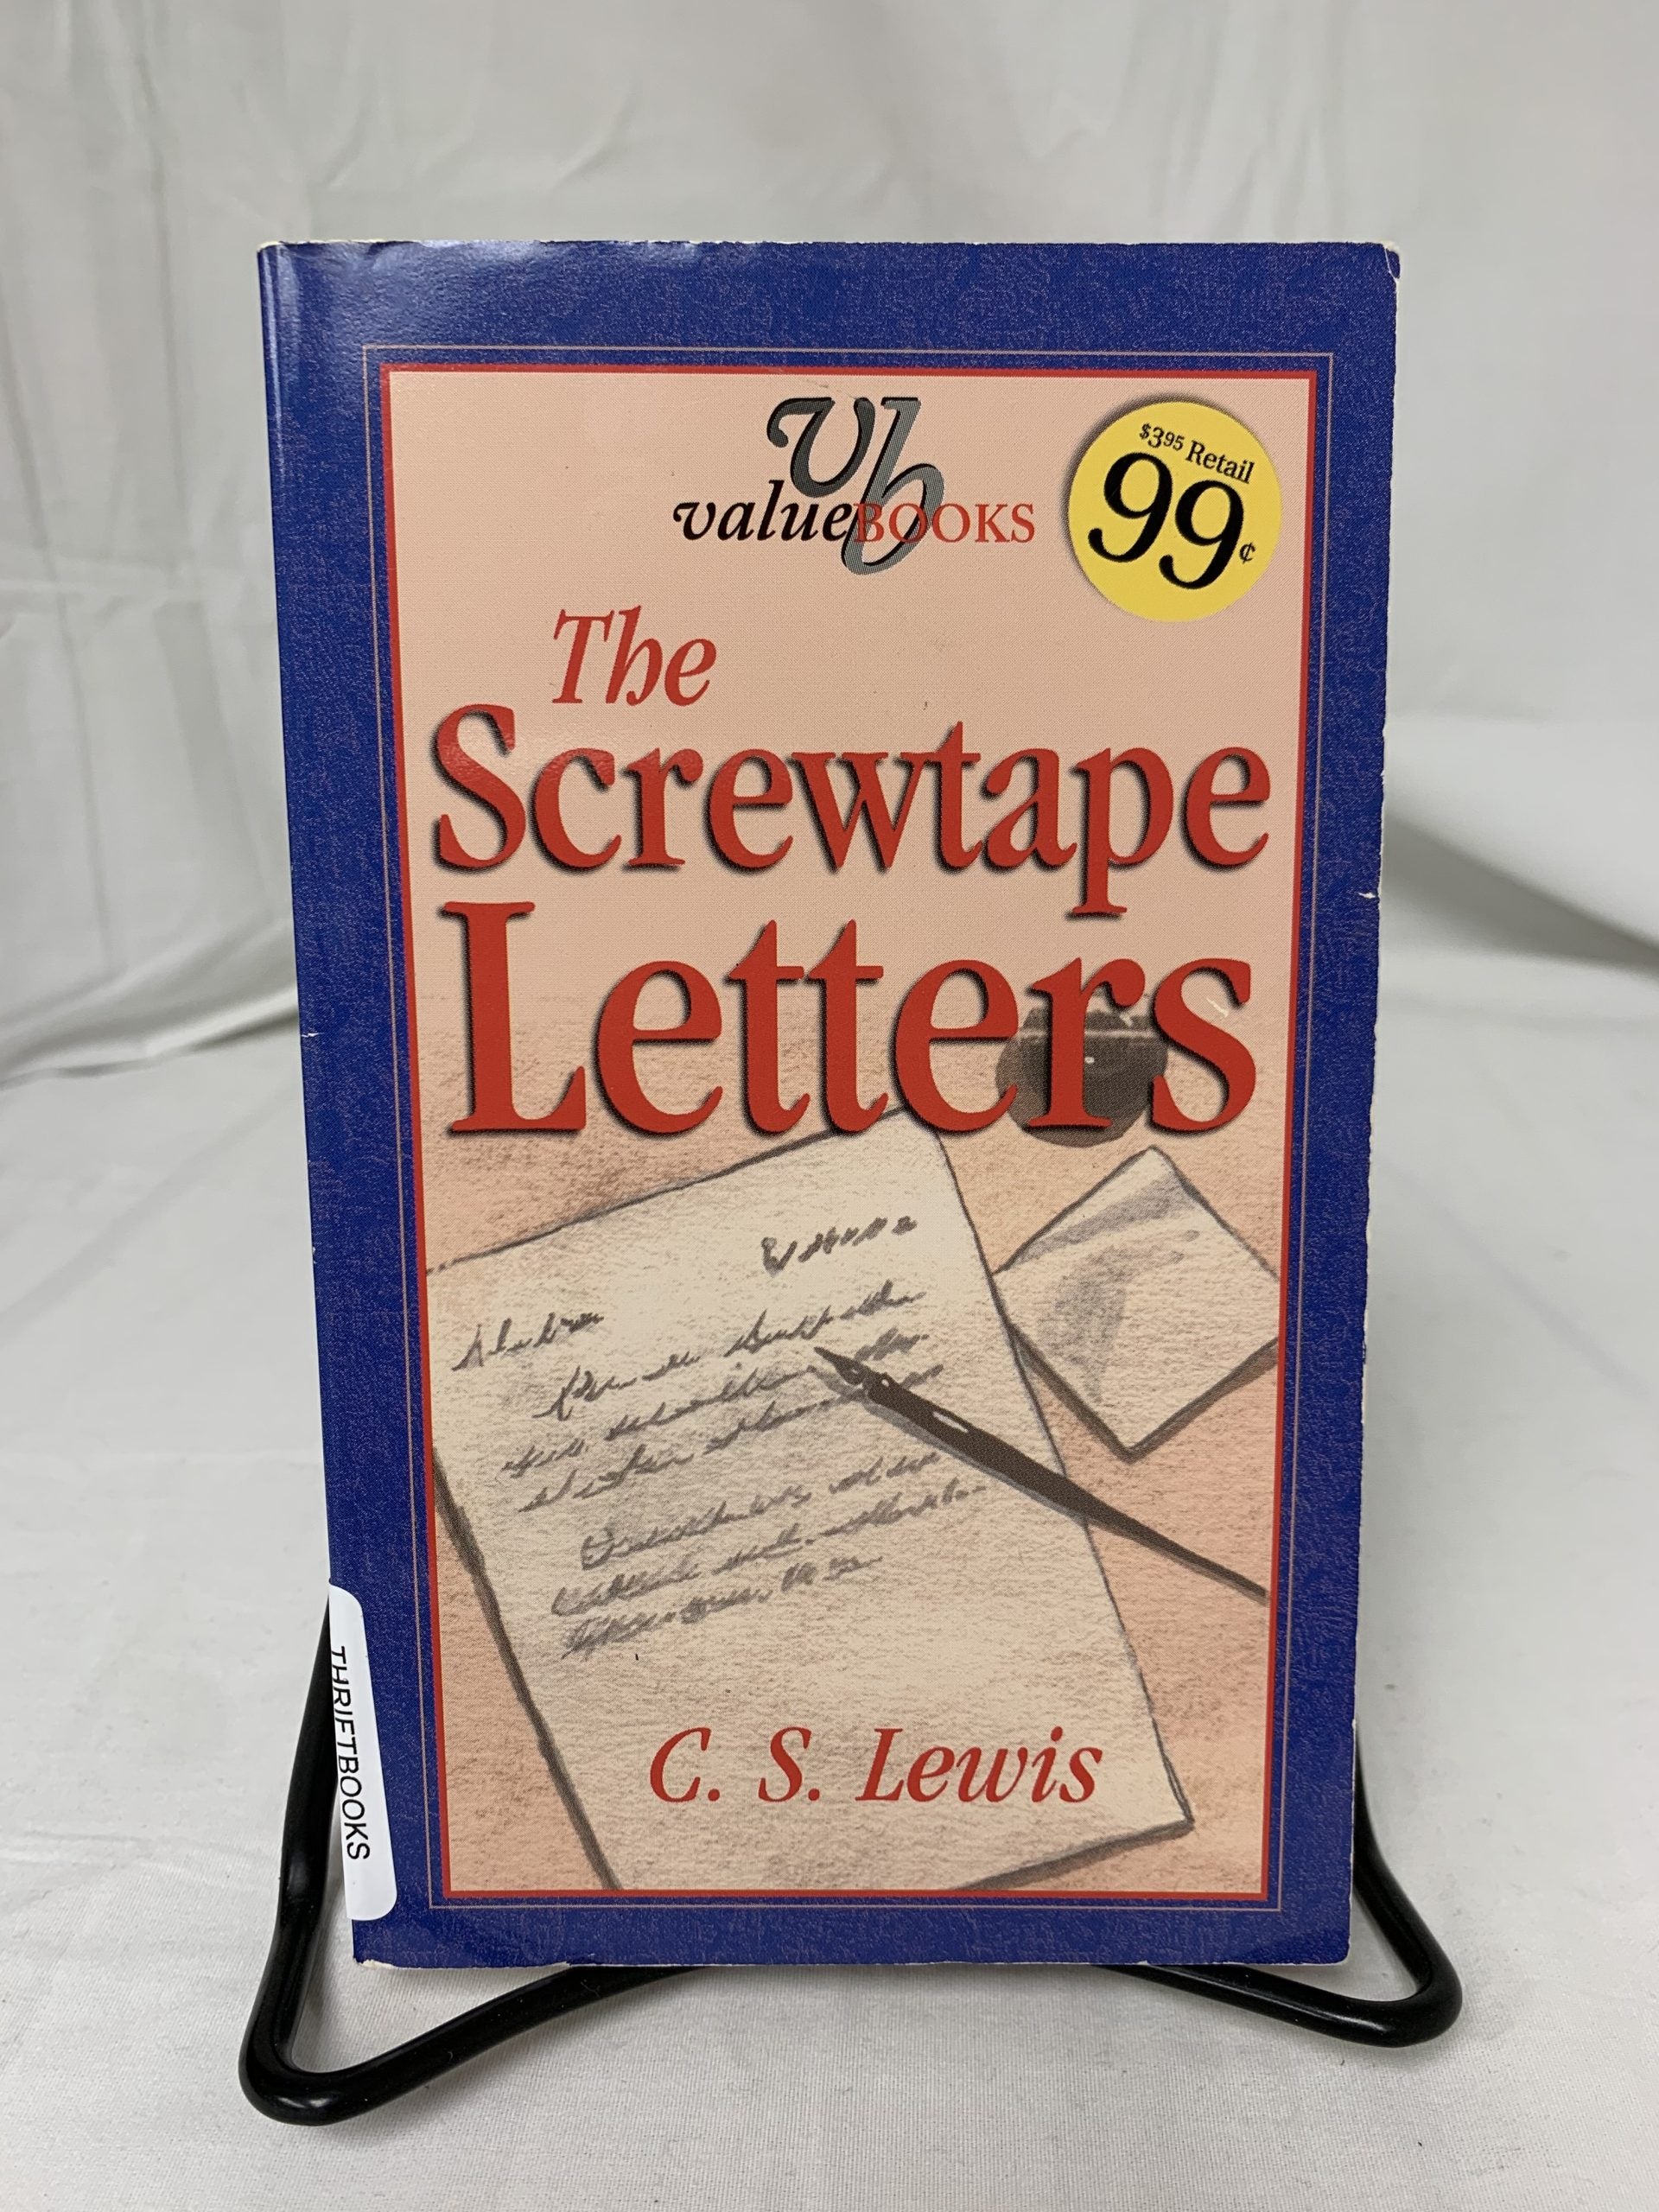 vb
valueBOOKS
$3.95 Retail
99¢
The
Screwtape
Letters
C. S. Lewis
THRIFTBOOKS